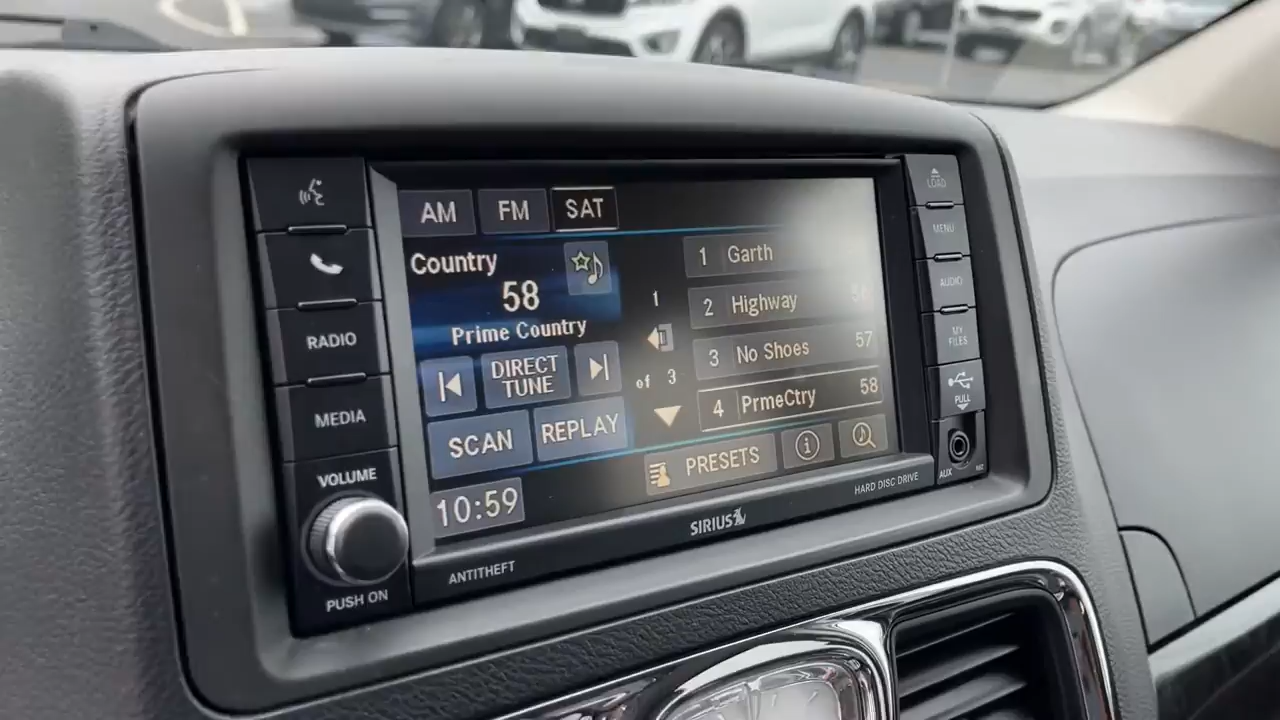 AM FM SAT
Country
58
Prime Country
DIRECT
TUNE
SCAN REPLAY
10:59
1
of 3
1 Garth
2 Highway 56
3 No Shoes 57
4 PrmeCtry 58
PRESETS
RADIO
MEDIA
VOLUME
PUSH ON
ANTITHEFT
SIRIUS
HARD DISC DRIVE
LOAD
MENU
AUDIO
MY
FILES
PULL
AUX